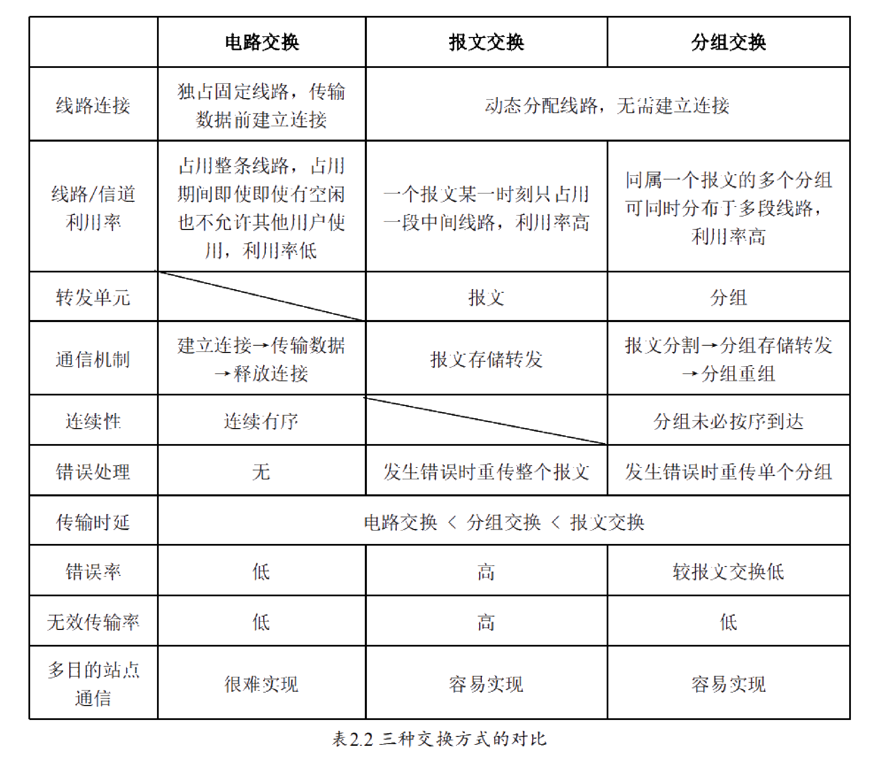 电路交换 报文交换 分组交换
线路连接
独占固定线路，传输
数据前建立连接
动态分配线路，无需建立连接
线路/信道
利用率
占用整条线路，占用
期间即使即使有空闲
也不允许其他用户使
用，利用率低
一个报文某一时刻只占用
一段中间线路，利用率高
同属一个报文的多个分组
可同时分布于多段线路，
利用率高
转发单元 报文 分组
通信机制
建立连接→传输数据
→释放连接
报文存储转发
报文分割→分组存储转发
→分组重组
连续性 连续有序 分组未必按序到达
错误处理 无 发生错误时重传整个报文 发生错误时重传单个分组
传输时延 电路交换 < 分组交换 < 报文交换
错误率 低 高 较报文交换低
无效传输率 低 高 低
多目的站点
通信
很难实现 容易实现 容易实现
表2.2 三种交换方式的对比